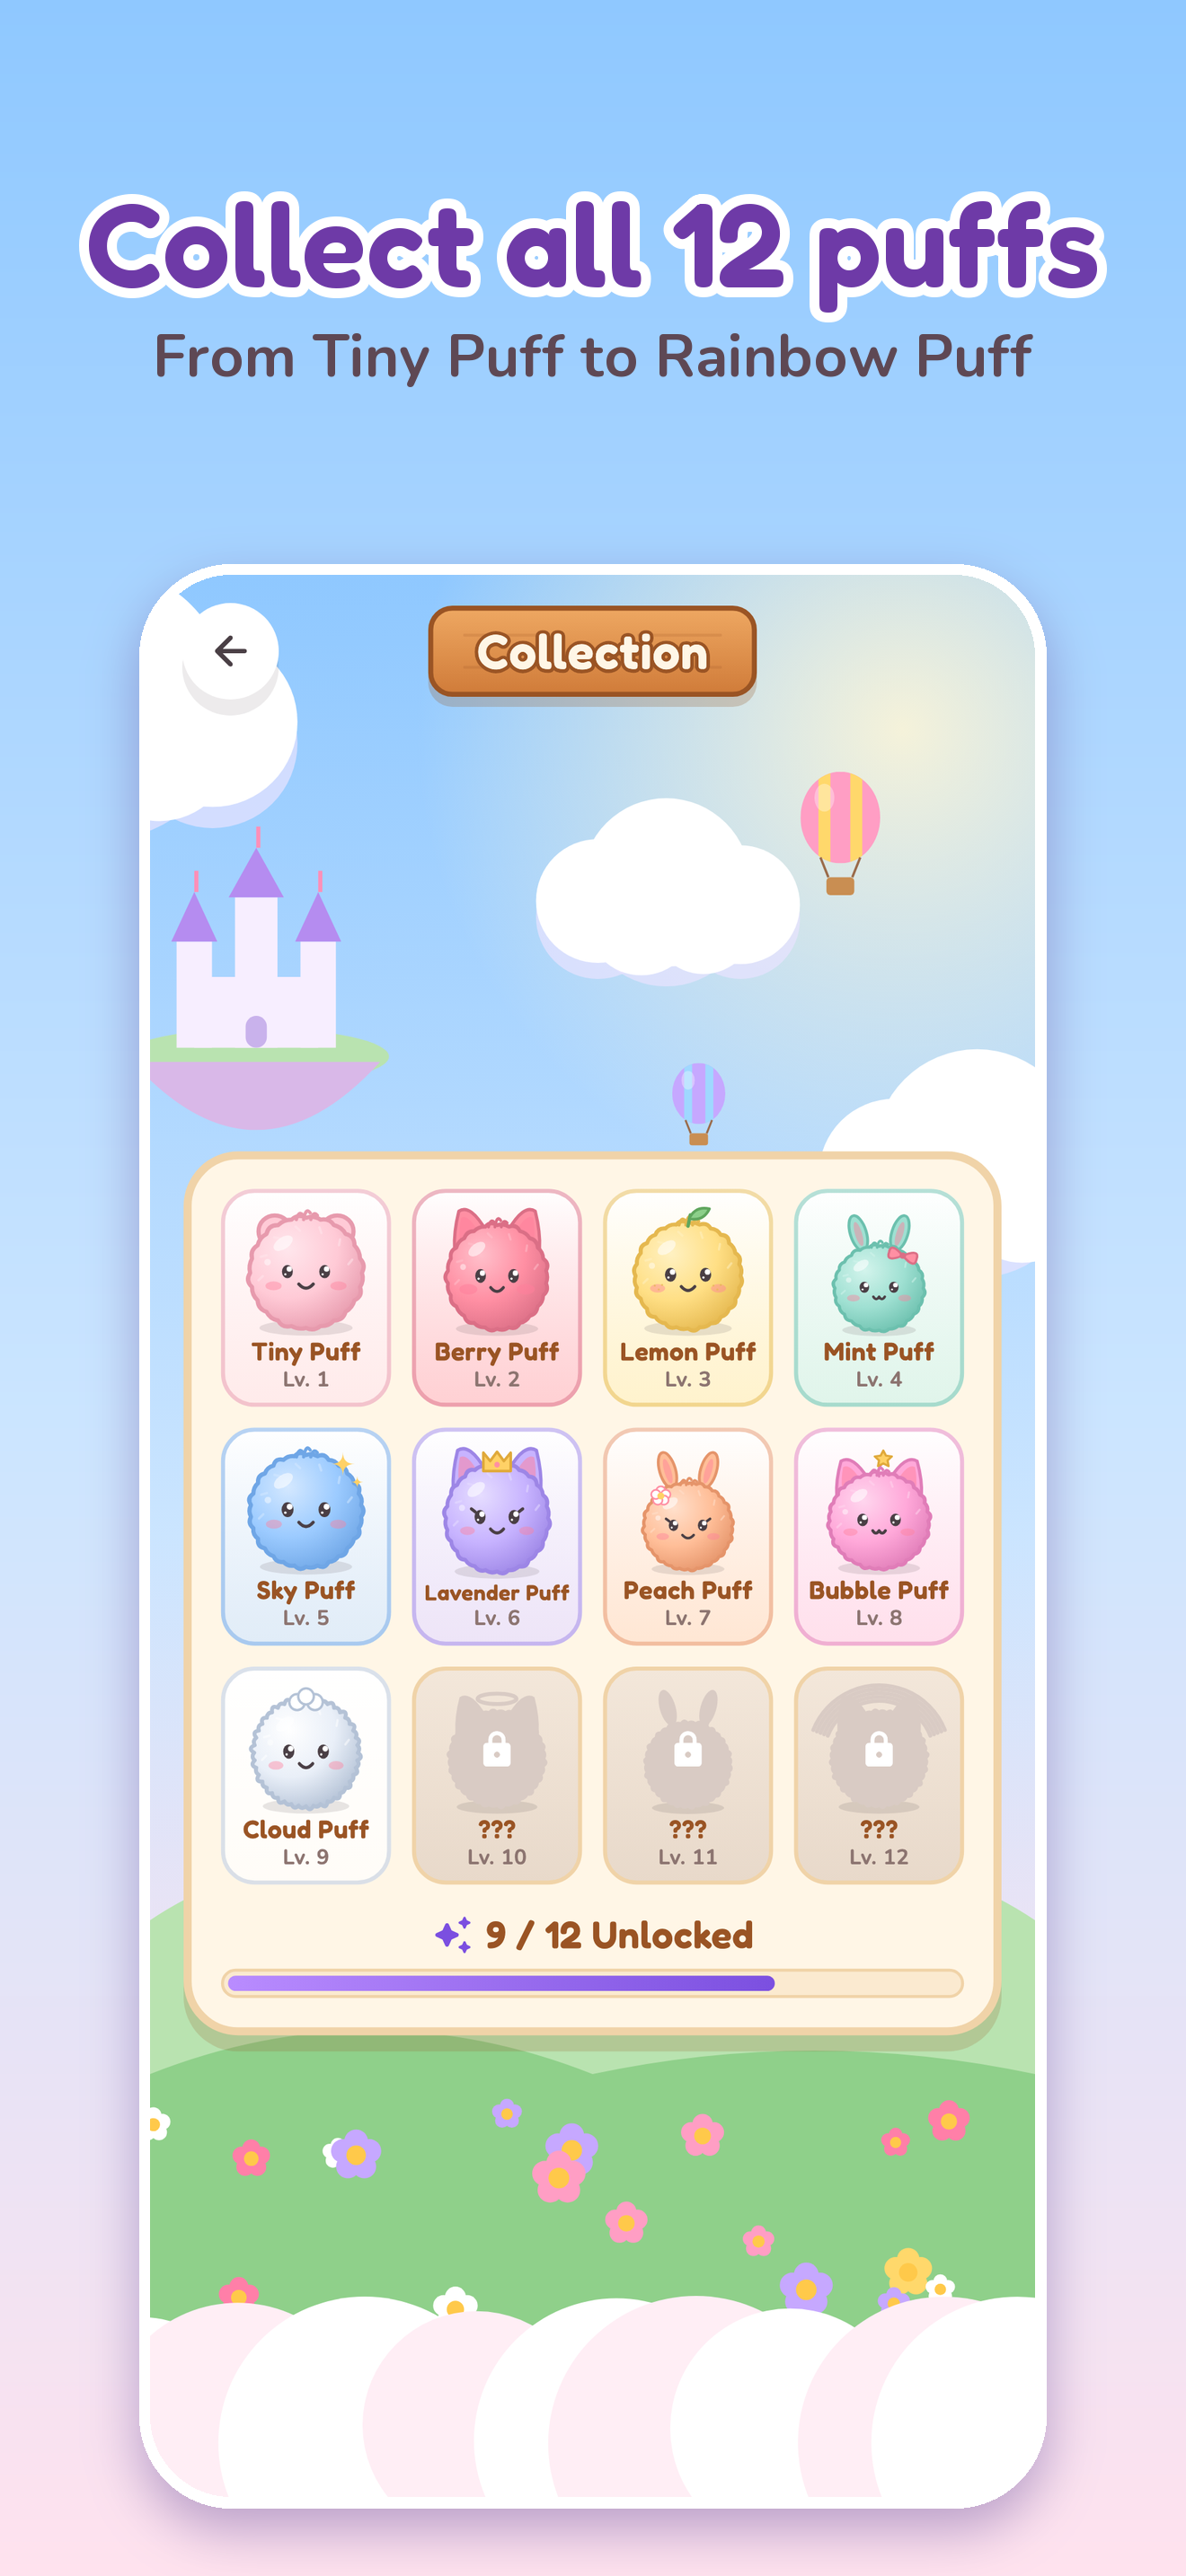 Collect all 12 puffs
From Tiny Puff to Rainbow Puff
Collection
Tiny Puff
Lv. 1
Berry Puff
Lv. 2
Lemon Puff
Lv. 3
Mint Puff
Lv. 4
Sky Puff
Lv. 5
Lavender Puff
Lv. 6
Peach Puff
Lv. 7
Bubble Puff
Lv. 8
Cloud Puff
Lv. 9
???
Lv. 10
???
Lv. 11
???
Lv. 12
9 / 12 Unlocked